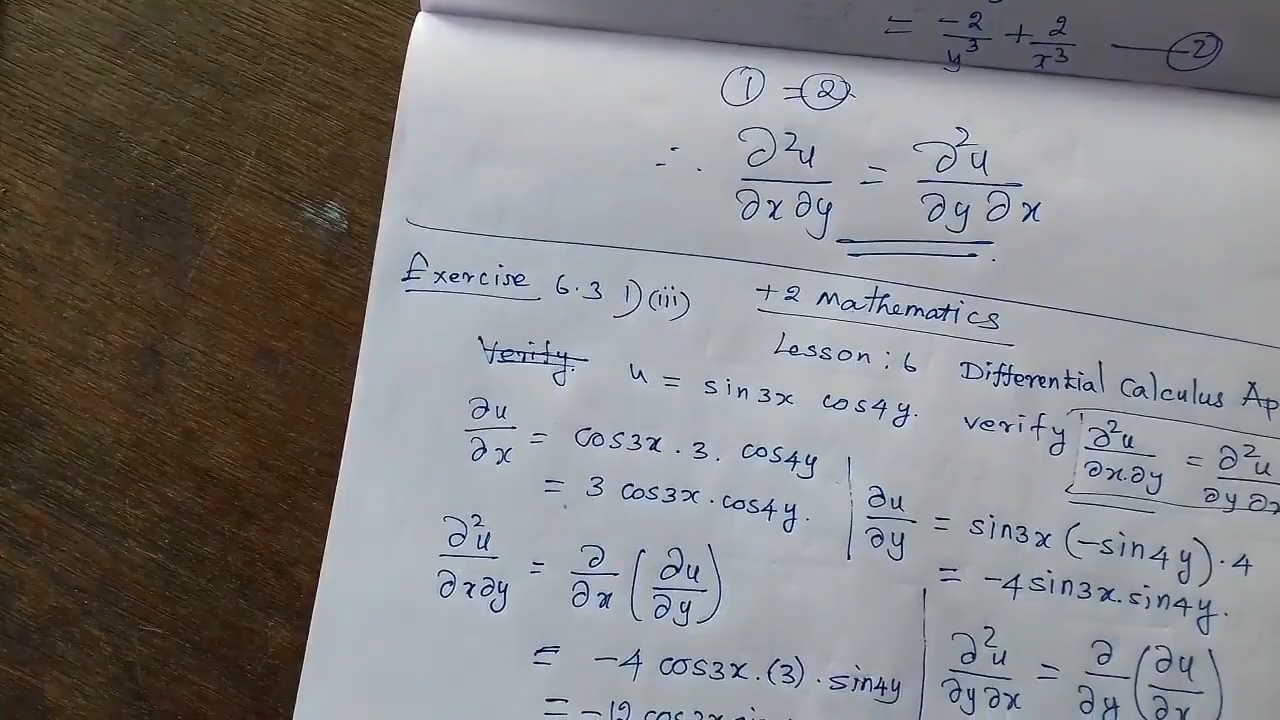 = -2/y³ + 2/x³ —— ②
① = ②
∴ ∂²u/∂x∂y = ∂²u/∂y∂x
Exercise 6.3 1)(iii) +2 Mathematics
Lesson : 6 Differential Calculus Ap
Verify. u = sin3x cos4y. verify ∂²u/∂x.∂y = ∂²u/∂y∂x
∂u/∂x = cos3x . 3 . cos4y
= 3 cos3x . cos4y.
∂u/∂y = sin3x (-sin4y) . 4
= -4 sin3x . sin4y.
∂²u/∂x∂y = ∂/∂x (∂u/∂y)
= -4 cos3x . (3) . sin4y
= -12 cos3x
∂²u/∂y∂x = ∂/∂y (∂u/∂x)